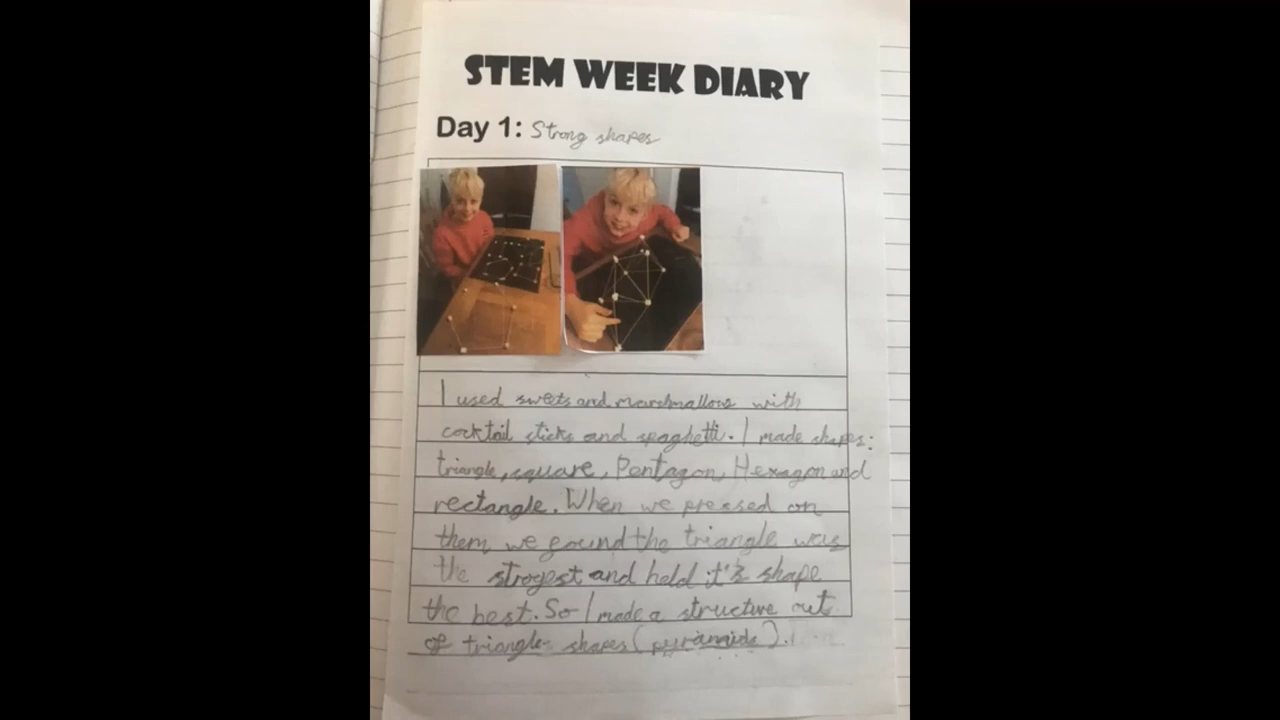 STEM WEEK DIARY
Day 1: Strong shapes
I used sweets and marshmallows with
cocktail sticks and spaghetti. I made shapes:
triangle, square, Pentagon, Hexagon and
rectangle. When we pressed on
them we found the triangle was
the strogest and held it's shape
the best. So I made a structure out
of triangle shapes (pyramids).